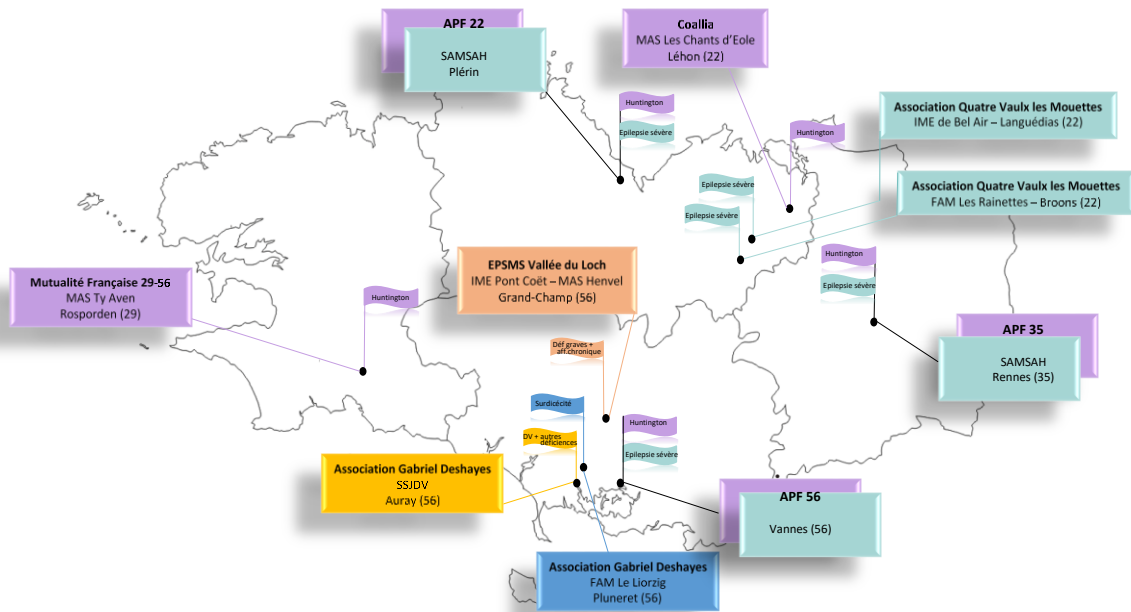 APF 22
SAMSAH
Plérin
Coallia
MAS Les Chants d’Eole
Léhon (22)
Huntington
Epilepsie sévère
Huntington
Association Quatre Vaulx les Mouettes
IME de Bel Air – Languédias (22)
Epilepsie sévère
Epilepsie sévère
Association Quatre Vaulx les Mouettes
FAM Les Rainettes – Broons (22)
Mutualité Française 29-56
MAS Ty Aven
Rosporden (29)
Huntington
EPSMS Vallée du Loch
IME Pont Coët – MAS Henvel
Grand-Champ (56)
Huntington
Epilepsie sévère
APF 35
SAMSAH
Rennes (35)
Déf graves +
aff.chronique
Surdicécité
DV + autres
déficiences
Huntington
Epilepsie sévère
Association Gabriel Deshayes
SSJDV
Auray (56)
APF 56
Vannes (56)
Association Gabriel Deshayes
FAM Le Liorzig
Pluneret (56)